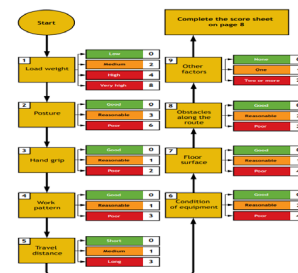 Start
1
Load weight
Low 0
Medium 2
High 4
Very high 8
2
Posture
Good 0
Reasonable 3
Poor 6
3
Hand grip
Good 0
Reasonable 1
Poor 2
4
Work
pattern
Good 0
Reasonable 1
Poor 3
5
Travel
distance
Short 0
Medium 1
Long 3
Complete the score sheet
on page 8
9
Other
factors
None
One
Two or more
8
Obstacles
along the
route
Good
Reasonable
Poor
7
Floor
surface
Good
Reasonable
Poor
6
Condition
of equipment
Good
Reasonable
Poor